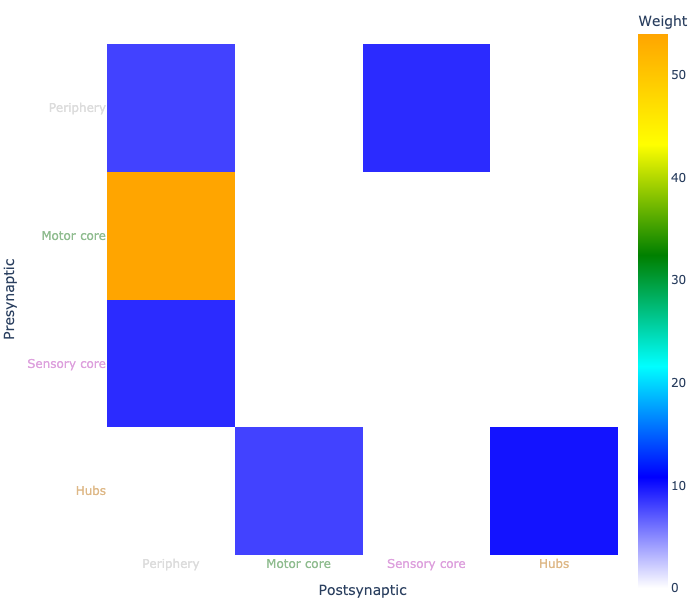 Weight
50
40
30
20
10
0
Presynaptic
Periphery
Motor core
Sensory core
Hubs
Periphery Motor core Sensory core Hubs
Postsynaptic